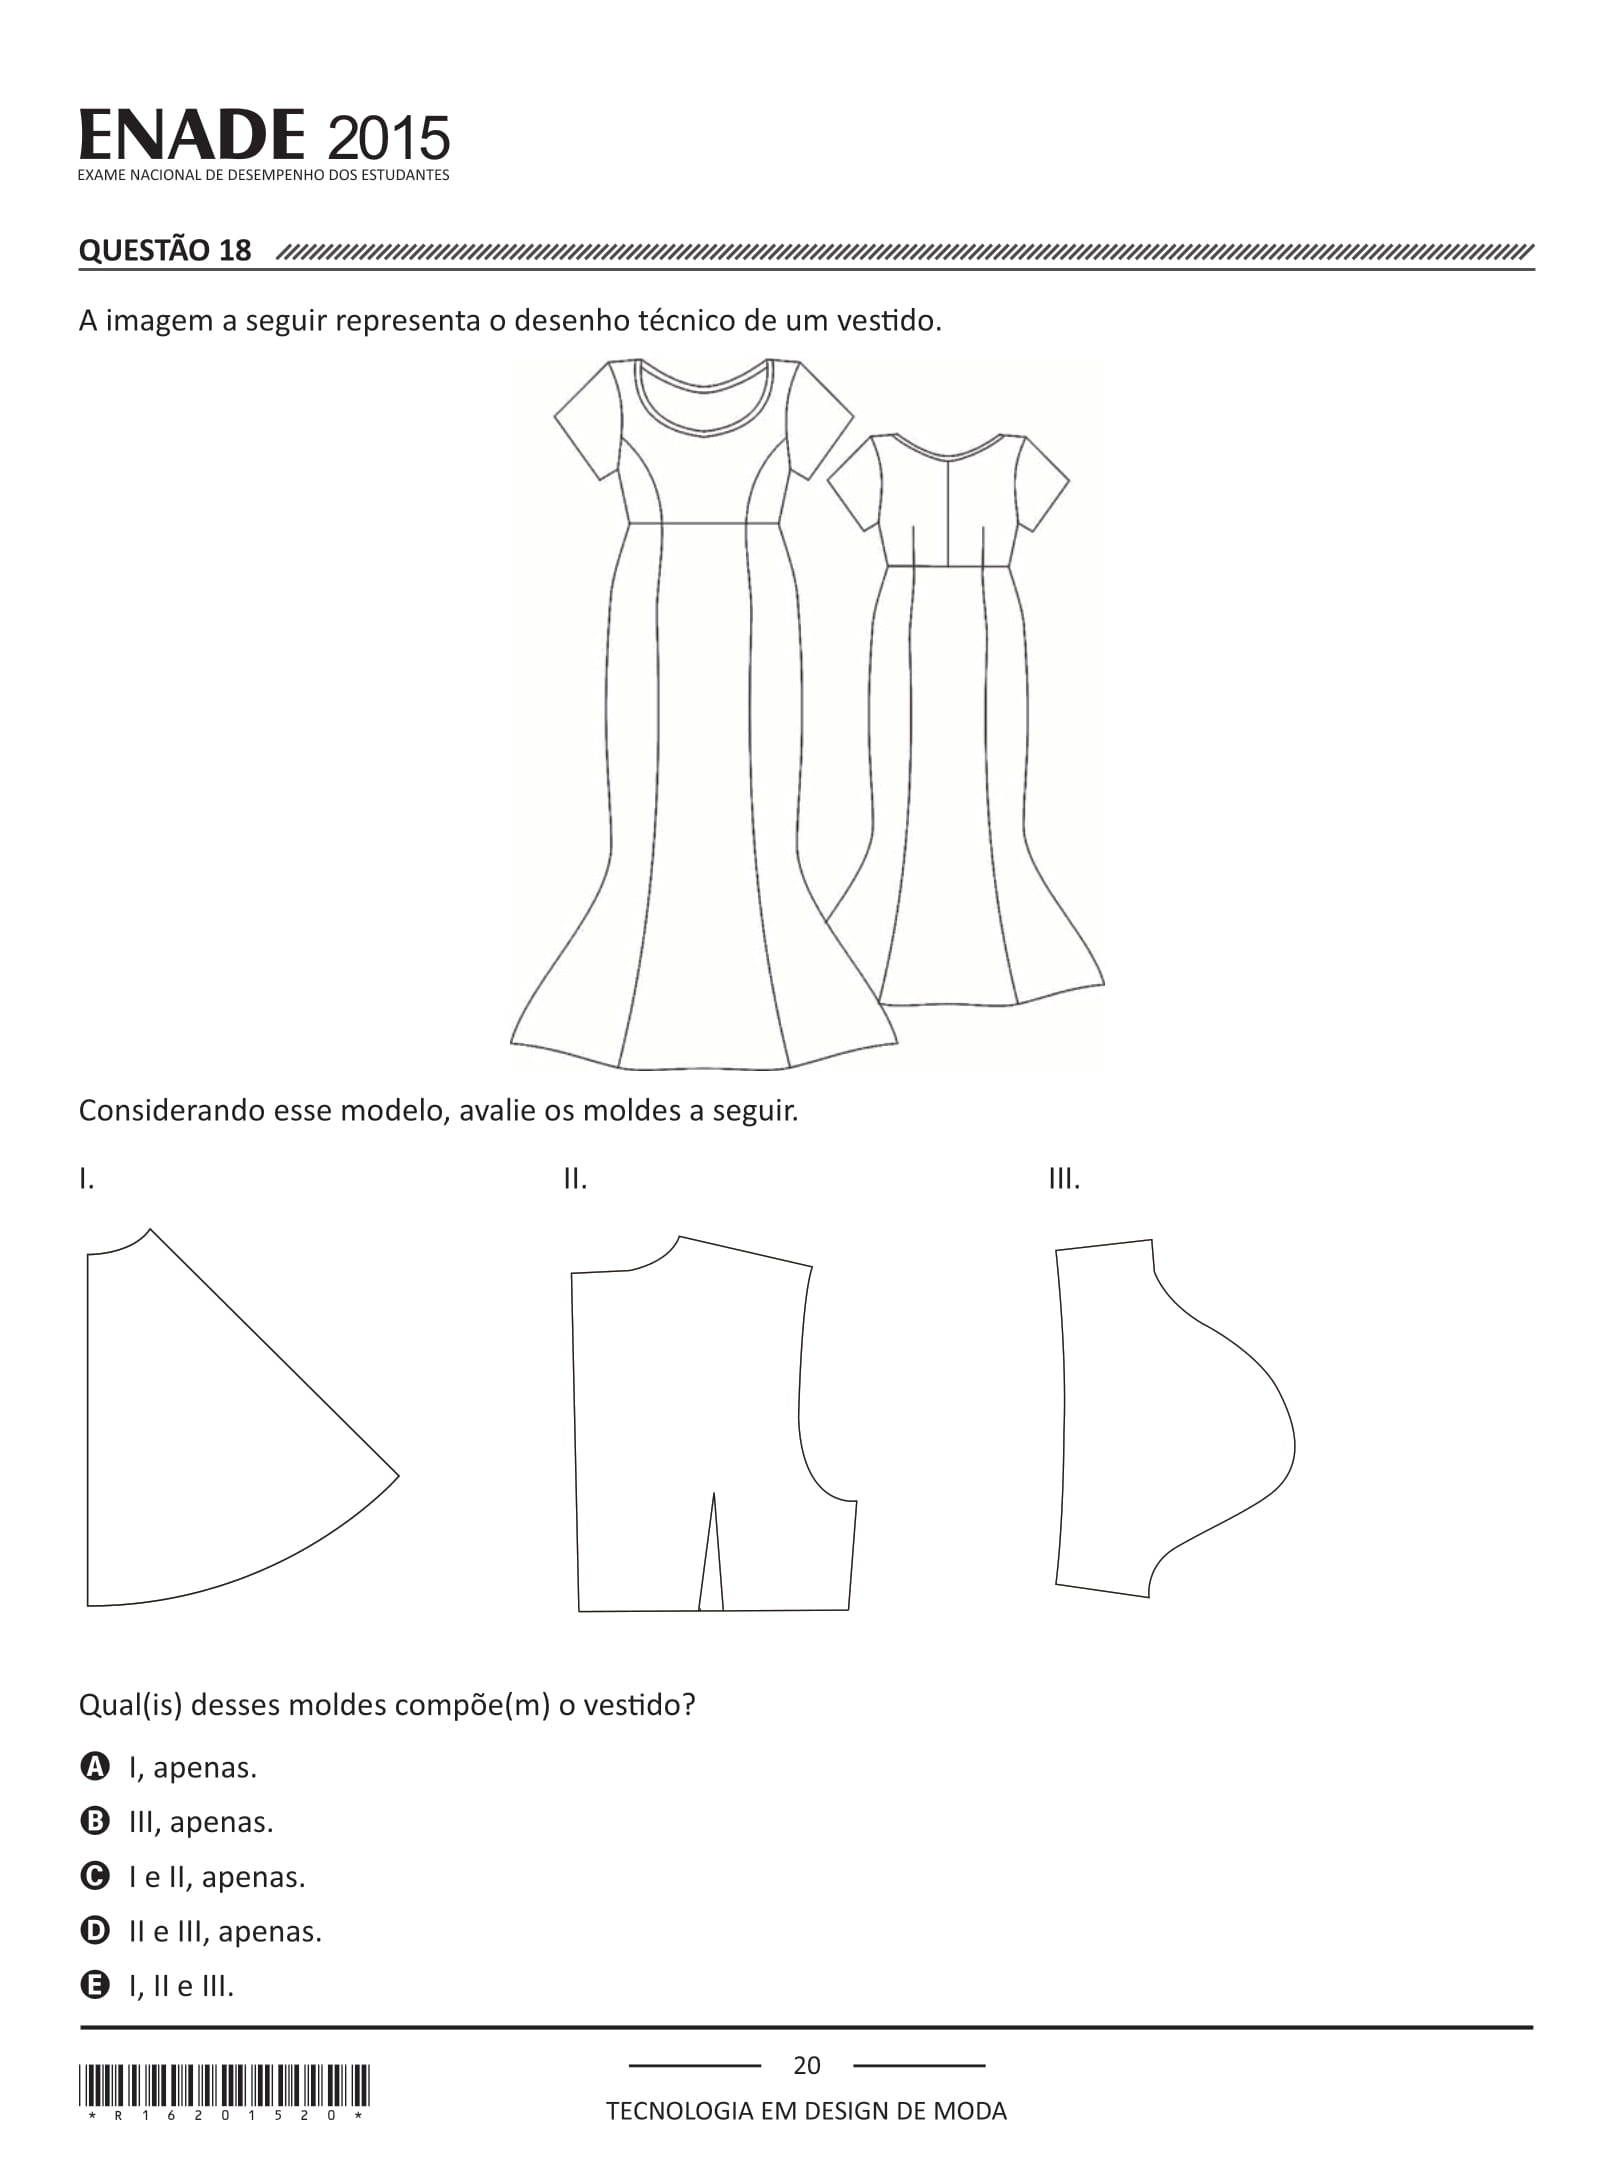 ENADE 2015
EXAME NACIONAL DE DESEMPENHO DOS ESTUDANTES
QUESTÃO 18
A imagem a seguir representa o desenho técnico de um vestido.
Considerando esse modelo, avalie os moldes a seguir.
I. II. III.
Qual(is) desses moldes compõe(m) o vestido?
A I, apenas.
B III, apenas.
C I e II, apenas.
D II e III, apenas.
E I, II e III.
20
TECNOLOGIA EM DESIGN DE MODA
* R 1 6 2 0 1 5 2 0 *